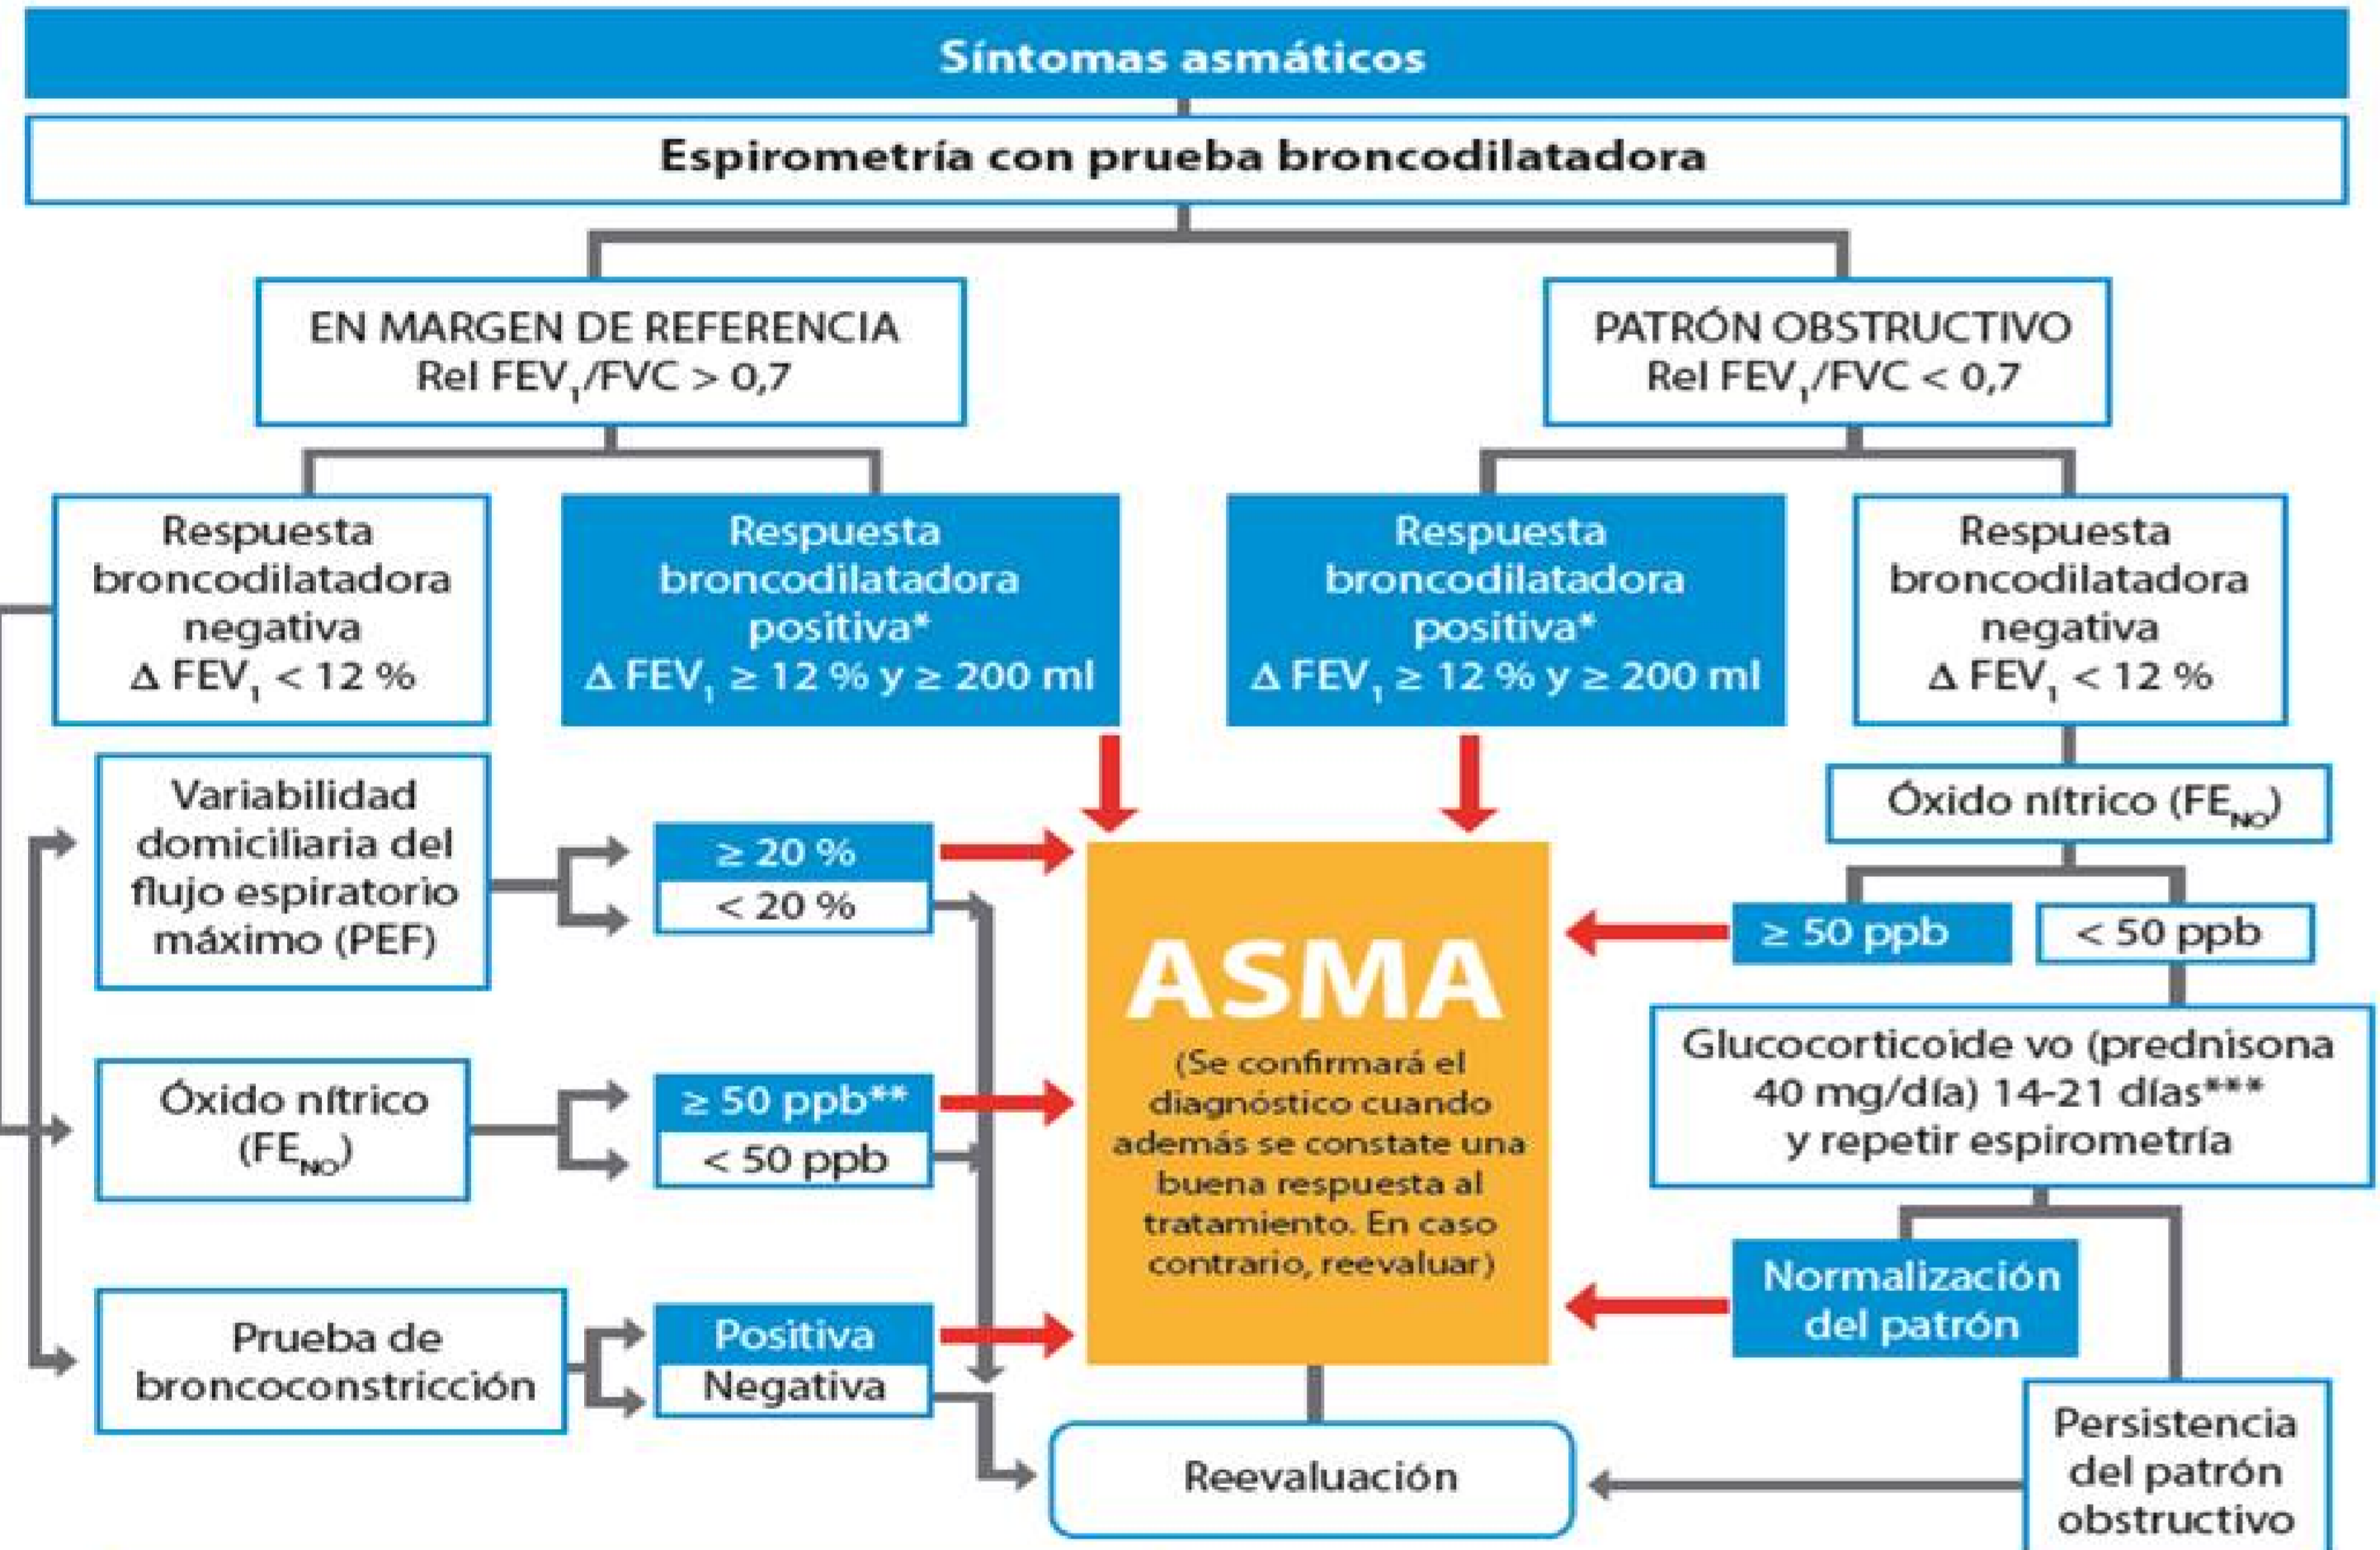 Síntomas asmáticos
Espirometría con prueba broncodilatadora
EN MARGEN DE REFERENCIA
Rel FEV₁/FVC > 0,7
PATRÓN OBSTRUCTIVO
Rel FEV₁/FVC < 0,7
Respuesta
broncodilatadora
negativa
Δ FEV₁ < 12 %
Respuesta
broncodilatadora
positiva*
Δ FEV₁ ≥ 12 % y ≥ 200 ml
Respuesta
broncodilatadora
positiva*
Δ FEV₁ ≥ 12 % y ≥ 200 ml
Respuesta
broncodilatadora
negativa
Δ FEV₁ < 12 %
Variabilidad
domiciliaria del
flujo espiratorio
máximo (PEF)
≥ 20 %
< 20 %
Óxido nítrico
(FE_NO)
≥ 50 ppb**
< 50 ppb
Prueba de
broncoconstricción
Positiva
Negativa
ASMA
(Se confirmará el
diagnóstico cuando
además se constate una
buena respuesta al
tratamiento. En caso
contrario, reevaluar)
Óxido nítrico (FE_NO)
≥ 50 ppb
< 50 ppb
Glucocorticoide vo (prednisona
40 mg/día) 14-21 días***
y repetir espirometría
Normalización
del patrón
Persistencia
del patrón
obstructivo
Reevaluación